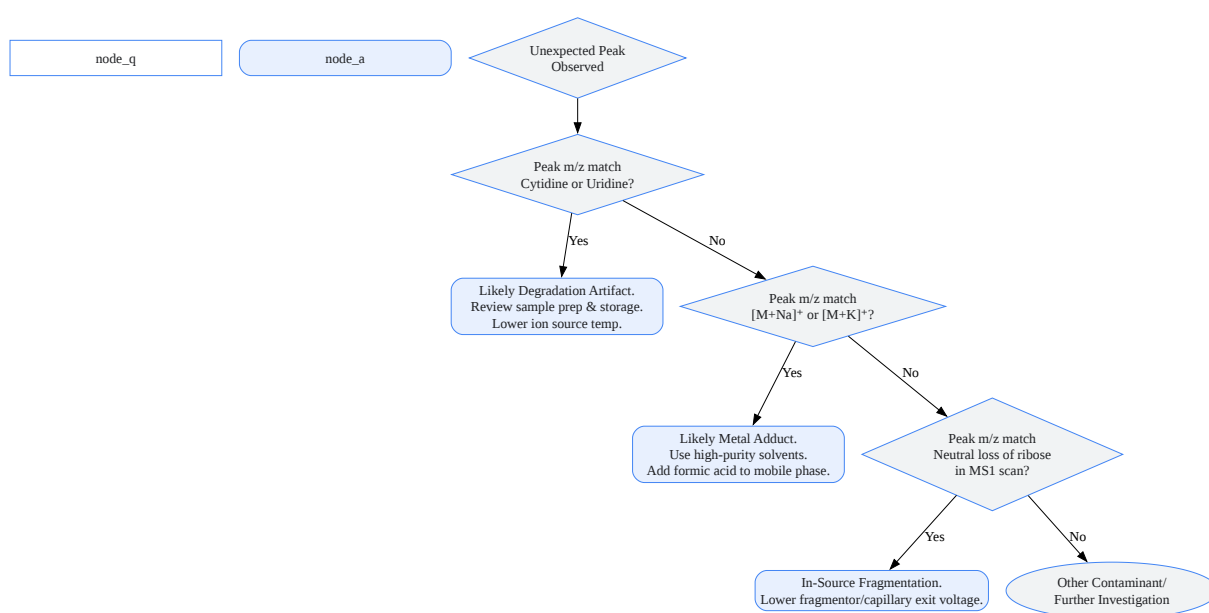 node_q
node_a
Unexpected Peak
Observed
Peak m/z match
Cytidine or Uridine?
Yes
No
Likely Degradation Artifact.
Review sample prep & storage.
Lower ion source temp.
Peak m/z match
[M+Na]⁺ or [M+K]⁺?
Yes
No
Likely Metal Adduct.
Use high-purity solvents.
Add formic acid to mobile phase.
Peak m/z match
Neutral loss of ribose
in MS1 scan?
Yes
No
In-Source Fragmentation.
Lower fragmentor/capillary exit voltage.
Other Contaminant/
Further Investigation